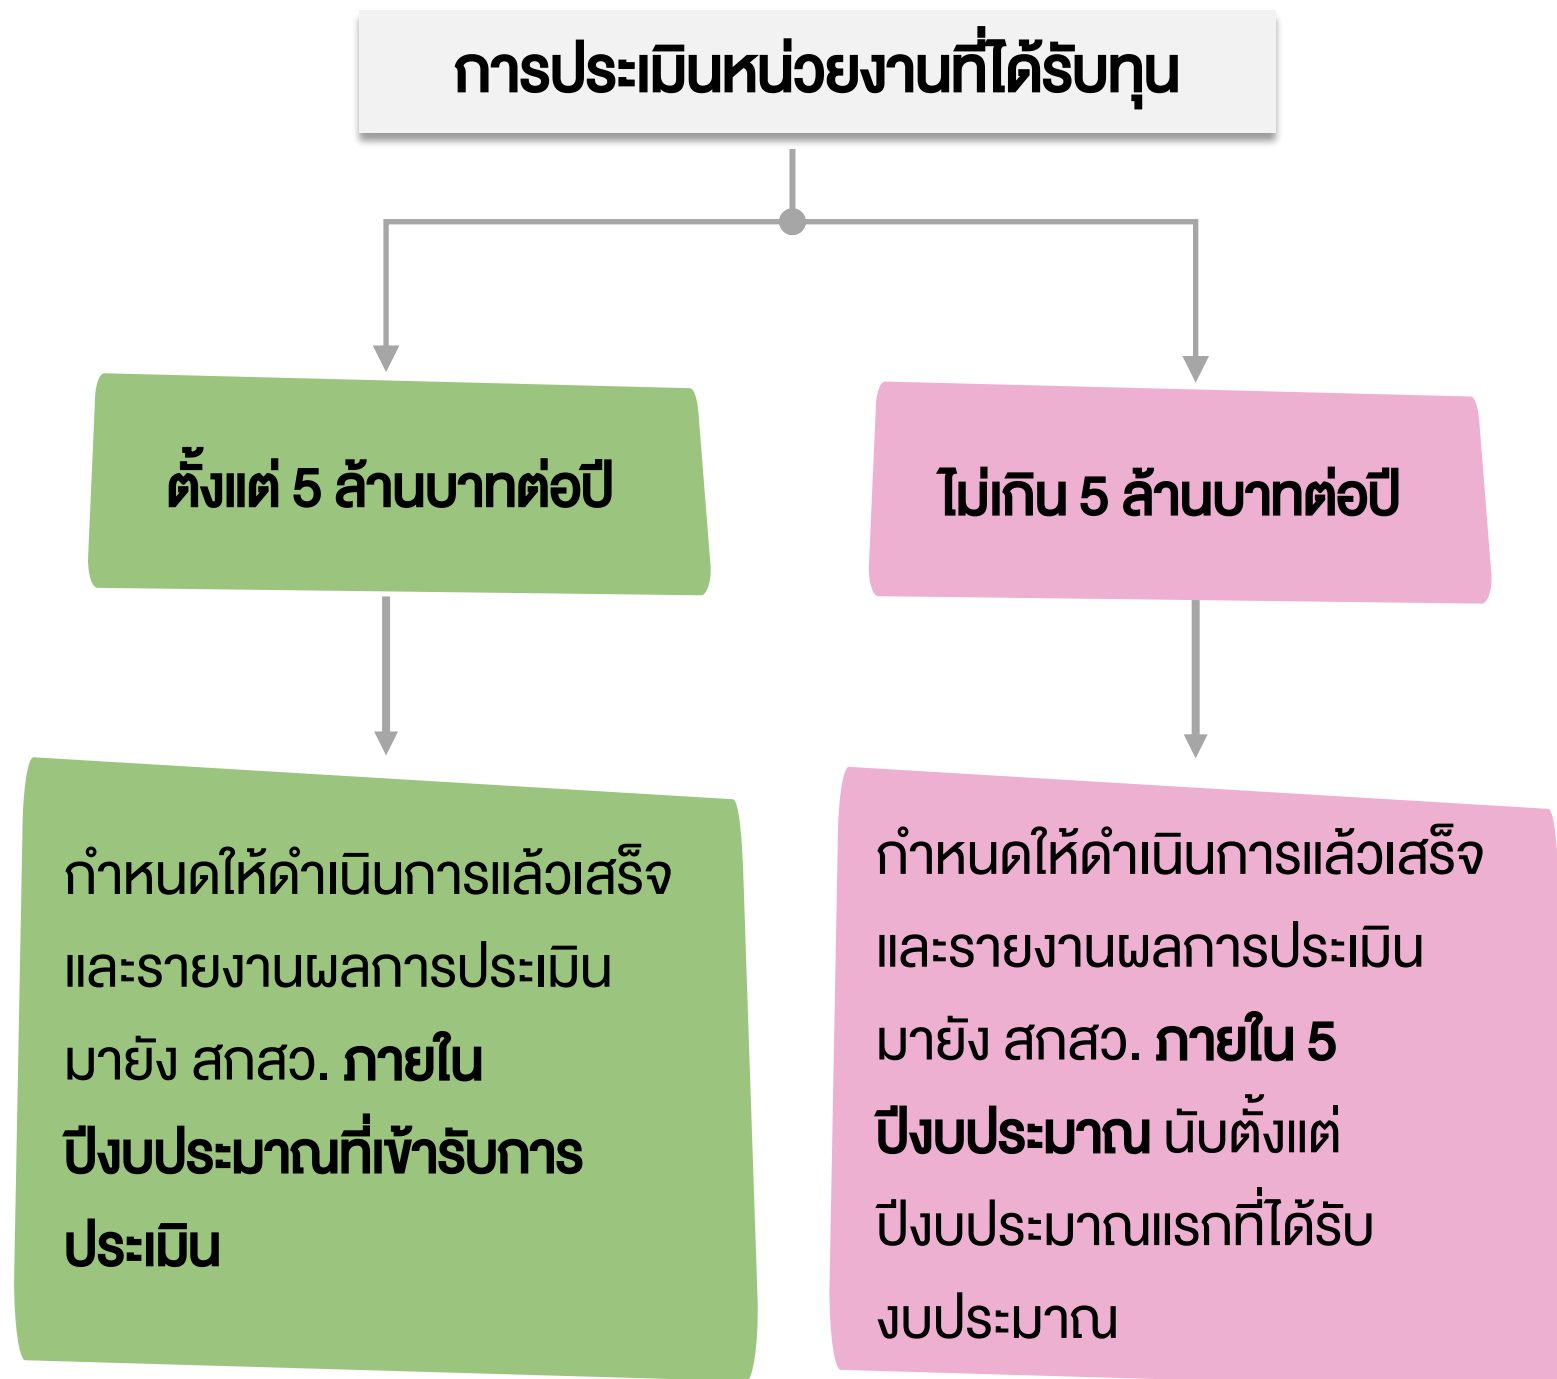 การประเมินหน่วยงานที่ได้รับทุน
ตั้งแต่ 5 ล้านบาทต่อปี
ไม่เกิน 5 ล้านบาทต่อปี
กำหนดให้ดำเนินการแล้วเสร็จ
และรายงานผลการประเมิน
มายัง สกสว. ภายใน
ปีงบประมาณที่เข้ารับการ
ประเมิน
กำหนดให้ดำเนินการแล้วเสร็จ
และรายงานผลการประเมิน
มายัง สกสว. ภายใน 5
ปีงบประมาณ นับตั้งแต่
ปีงบประมาณแรกที่ได้รับ
งบประมาณ